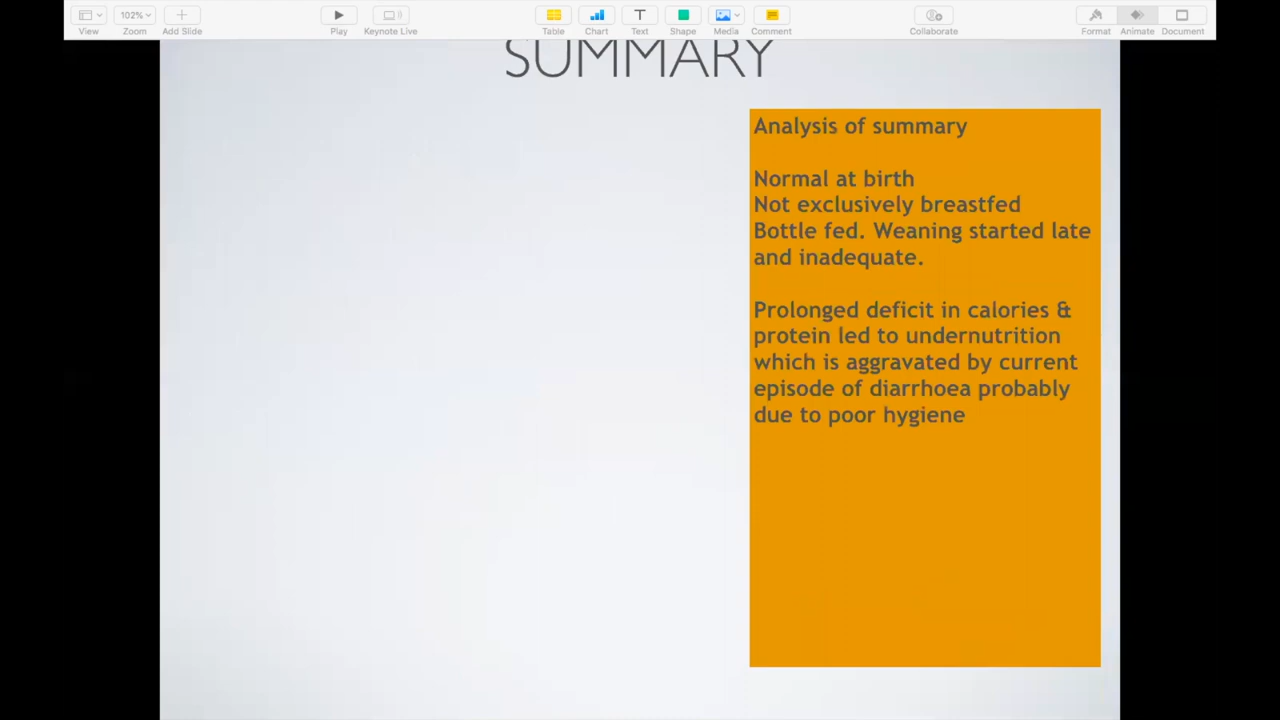 102%
View
Zoom
Add Slide
Play
Keynote Live
Table
Chart
Text
Shape
Media
Comment
Collaborate
Format
Animate
Document
SUMMARY
Analysis of summary
Normal at birth
Not exclusively breastfed
Bottle fed. Weaning started late
and inadequate.
Prolonged deficit in calories &
protein led to undernutrition
which is aggravated by current
episode of diarrhoea probably
due to poor hygiene